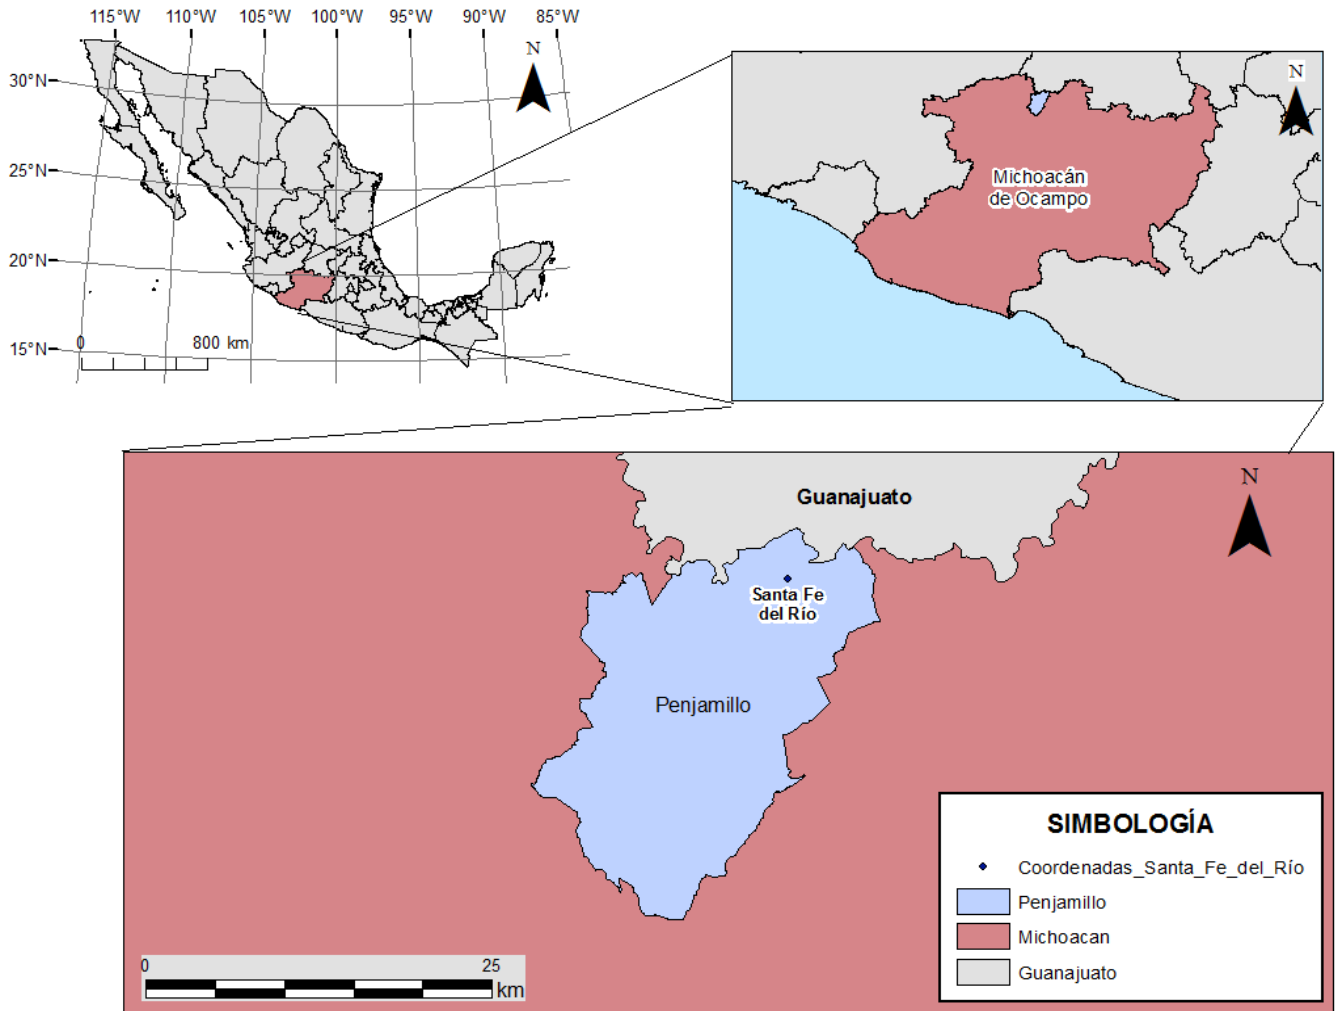 115°W 110°W 105°W 100°W 95°W 90°W 85°W
N
30°N
25°N
20°N
15°N
0 800 km
N
Michoacán
de Ocampo
Guanajuato
N
Santa Fe
del Río
Penjamillo
SIMBOLOGÍA
Coordenadas_Santa_Fe_del_Río
Penjamillo
Michoacan
Guanajuato
0 25
km